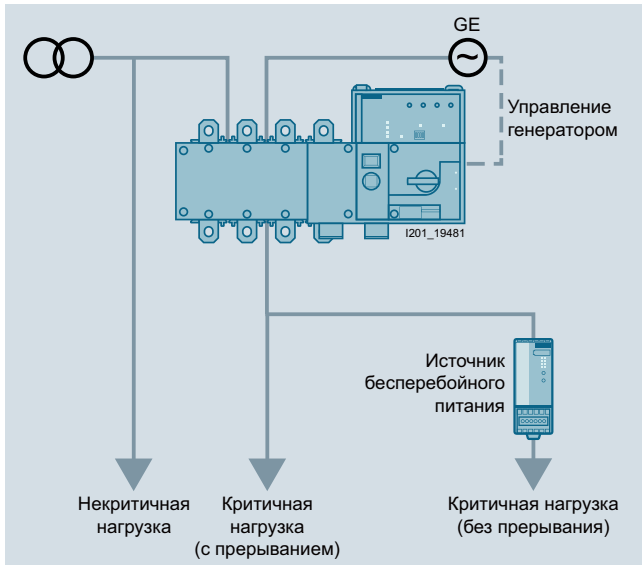 GE
Управление
генератором
I201_19481
Источник
бесперебойного
питания
Некритичная
нагрузка
Критичная
нагрузка
(с прерыванием)
Критичная нагрузка
(без прерывания)